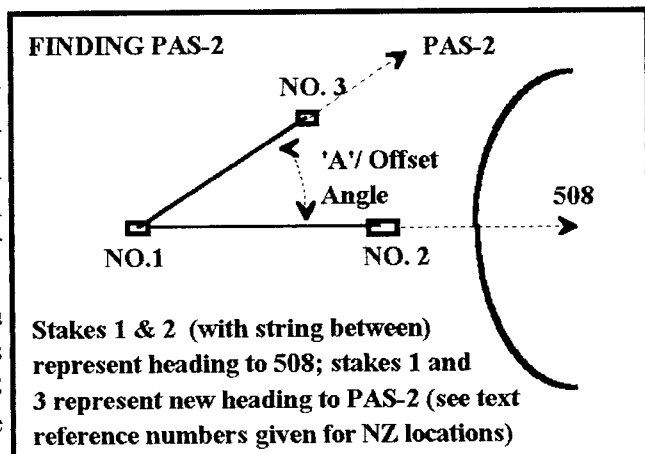 FINDING PAS-2
PAS-2
NO. 3
'A'/ Offset
Angle
508
NO.1
NO. 2
Stakes 1 & 2 (with string between)
represent heading to 508; stakes 1 and
3 represent new heading to PAS-2 (see text
reference numbers given for NZ locations)